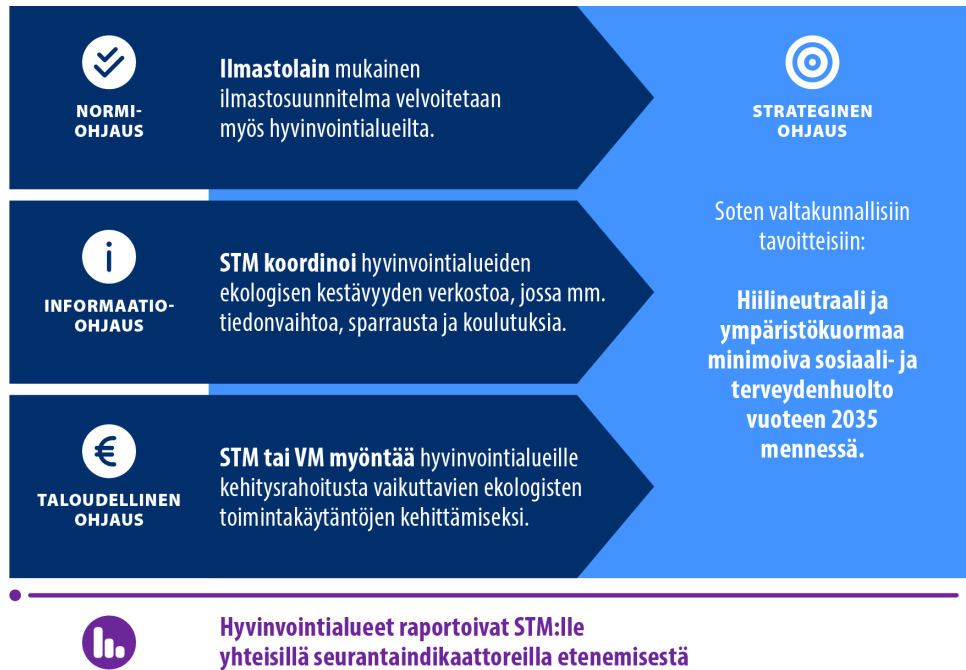 NORMI-
OHJAUS
Ilmastolain mukainen
ilmastosuunnitelma velvoitetaan
myös hyvinvointialueilta.
INFORMAATIO-
OHJAUS
STM koordinoi hyvinvointialueiden
ekologisen kestävyyden verkostoa, jossa mm.
tiedonvaihtoa, sparrausta ja koulutuksia.
€
TALOUDELLINEN
OHJAUS
STM tai VM myöntää hyvinvointialueille
kehitysrahoitusta vaikuttavien ekologisten
toimintakäytäntöjen kehittämiseksi.
STRATEGINEN
OHJAUS
Soten valtakunnallisiin
tavoitteisiin:
Hiilineutraali ja
ympäristökuormaa
minimoiva sosiaali- ja
terveydenhuolto
vuoteen 2035
mennessä.
Hyvinvointialueet raportoivat STM:lle
yhteisillä seurantaindikaattoreilla etenemisestä